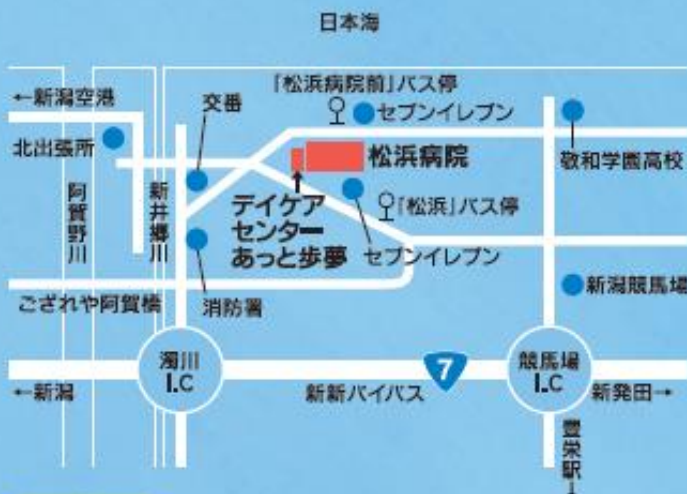 日本海
「松浜病院前」バス停
←新潟空港
交番
セブンイレブン
北出張所
松浜病院
敬和学園高校
阿賀野川
新井郷川
デイケア
センター
あっと歩夢
「松浜」バス停
セブンイレブン
新潟競馬場
ござれや阿賀橋
消防署
濁川
I.C
7
競馬場
I.C
←新潟
新新バイパス
新発田→
豊栄駅→